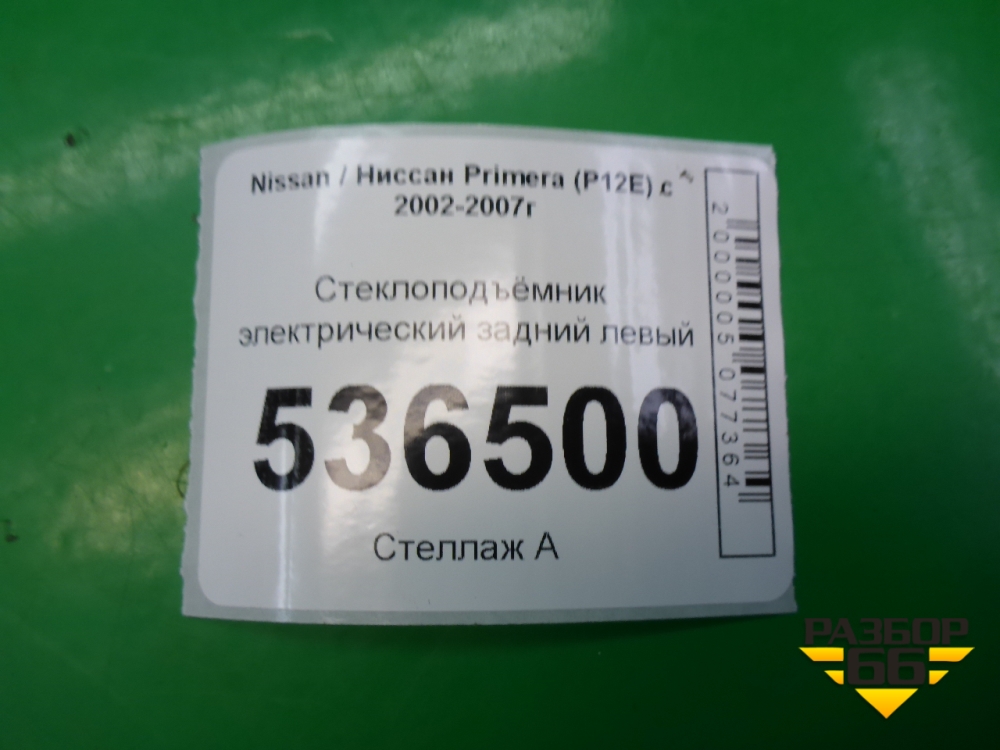 Nissan / Ниссан Primera (P12E) с
2002-2007г
Стеклоподъёмник
электрический задний левый
536500
Стеллаж А
2000005077364
РАЗБОР
66